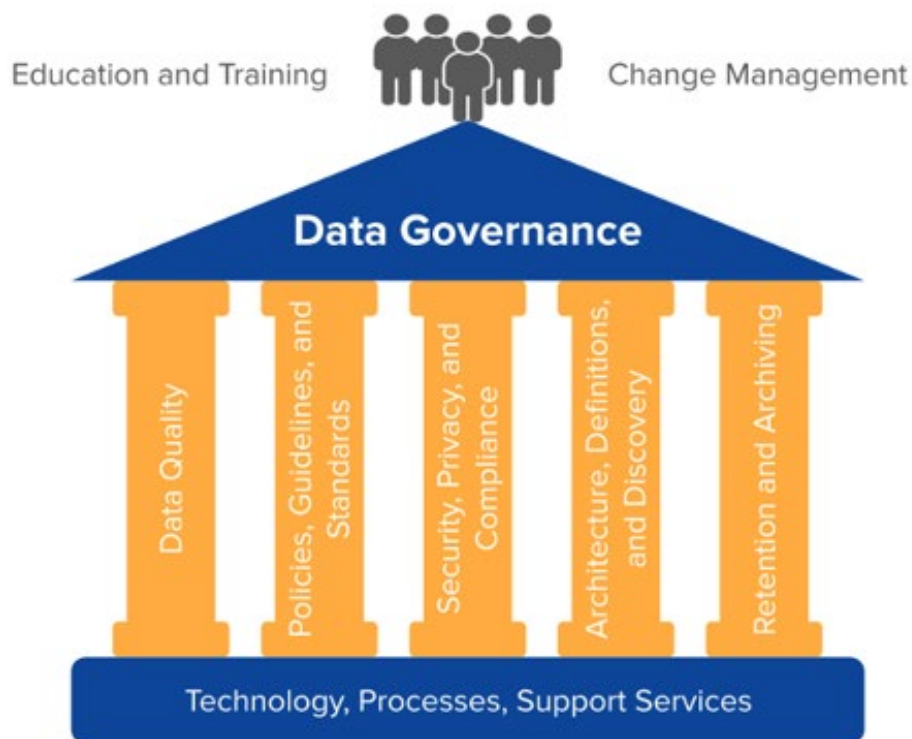 Education and Training
Change Management
Data Governance
Data Quality
Policies, Guidelines, and
Standards
Security, Privacy, and
Compliance
Architecture, Definitions,
and Discovery
Retention and Archiving
Technology, Processes, Support Services